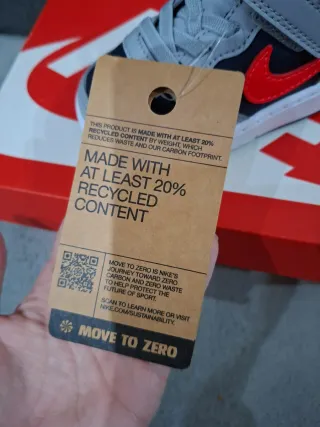 THIS PRODUCT IS MADE WITH AT LEAST 20%
RECYCLED CONTENT BY WEIGHT, WHICH
REDUCES WASTE AND OUR CARBON FOOTPRINT.
MADE WITH
AT LEAST 20%
RECYCLED
CONTENT
MOVE TO ZERO IS NIKE'S
JOURNEY TOWARD ZERO
CARBON AND ZERO WASTE
TO HELP PROTECT THE
FUTURE OF SPORT.
SCAN TO LEARN MORE OR VISIT
NIKE.COM/SUSTAINABILITY.
MOVE TO ZERO